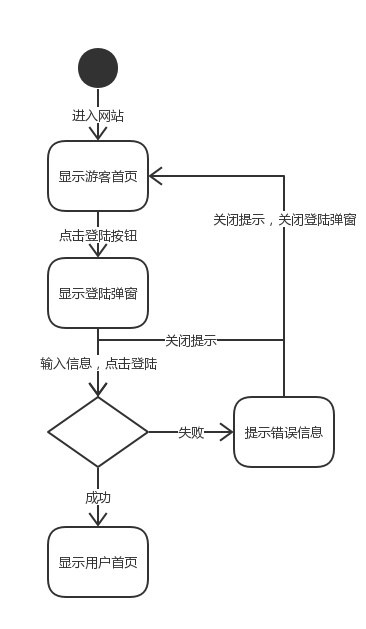 进入网站
显示游客首页
关闭提示，关闭登陆弹窗
点击登陆按钮
显示登陆弹窗
关闭提示
输入信息，点击登陆
失败
提示错误信息
成功
显示用户首页